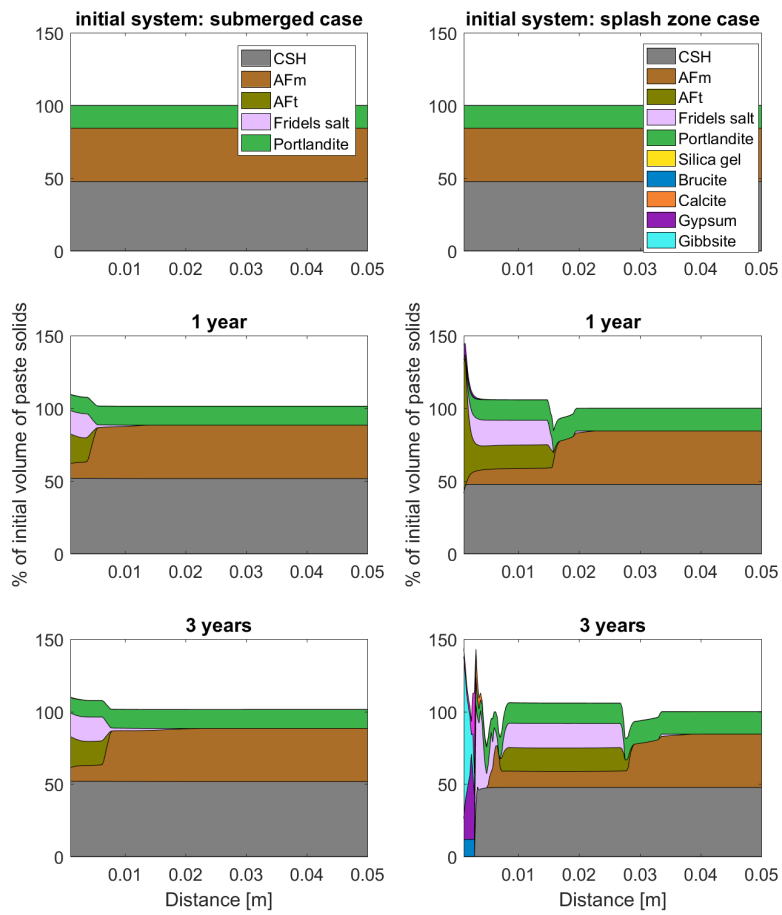 initial system: submerged case
150
100
50
0
0.01
0.02
0.03
0.04
0.05
CSH
AFm
AFt
Fridels salt
Portlandite
initial system: splash zone case
150
100
50
0
0.01
0.02
0.03
0.04
0.05
CSH
AFm
AFt
Fridels salt
Portlandite
Silica gel
Brucite
Calcite
Gypsum
Gibbsite
% of initial volume of paste solids
1 year
150
100
50
0
0.01
0.02
0.03
0.04
0.05
% of initial volume of paste solids
1 year
150
100
50
0
0.01
0.02
0.03
0.04
0.05
3 years
150
100
50
0
0.01
0.02
0.03
0.04
0.05
Distance [m]
3 years
150
100
50
0
0.01
0.02
0.03
0.04
0.05
Distance [m]